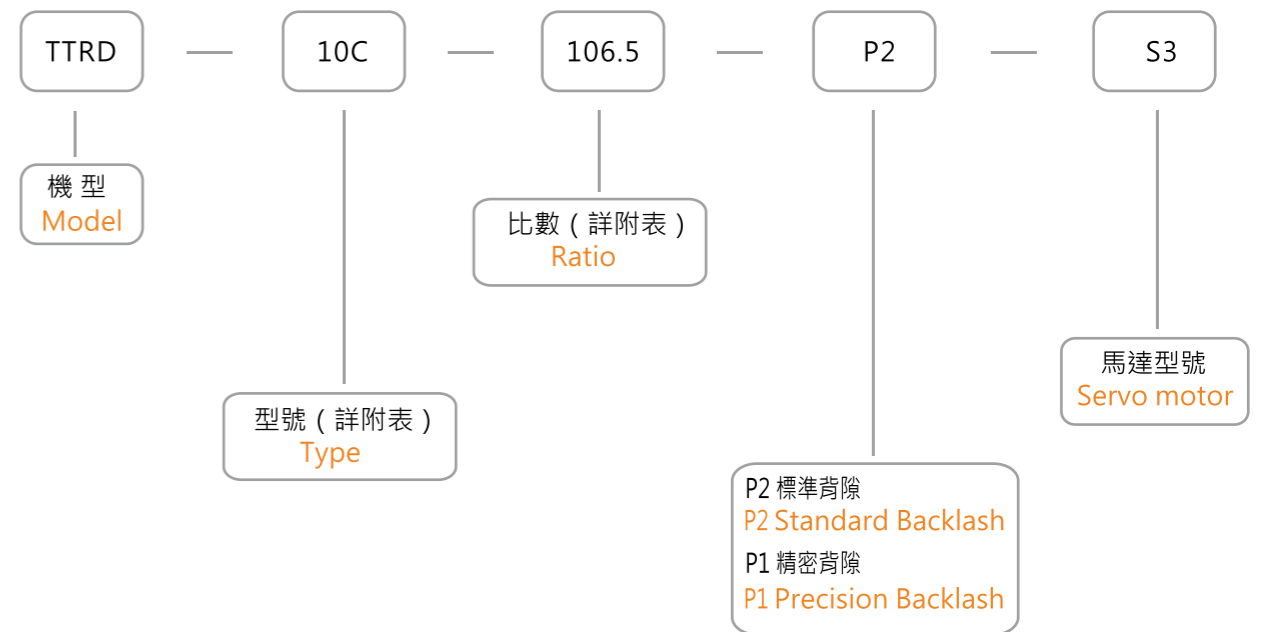 TTRD — 10C — 106.5 — P2 — S3
機 型
Model
比數(詳附表)
Ratio
馬達型號
Servo motor
型號(詳附表)
Type
P2 標準背隙
P2 Standard Backlash
P1 精密背隙
P1 Precision Backlash